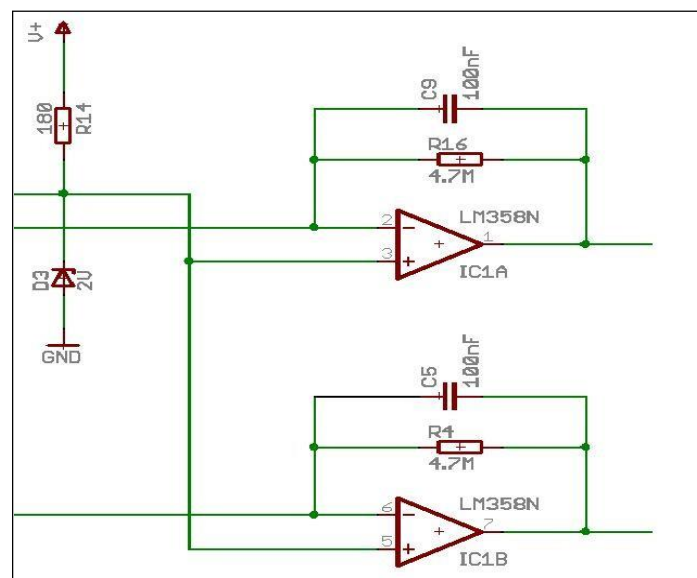 V+
180
R14
D3
2V
GND
C9
100nF
R16
4.7M
LM358N
2
3
1
IC1A
C5
100nF
R4
4.7M
LM358N
6
5
7
IC1B